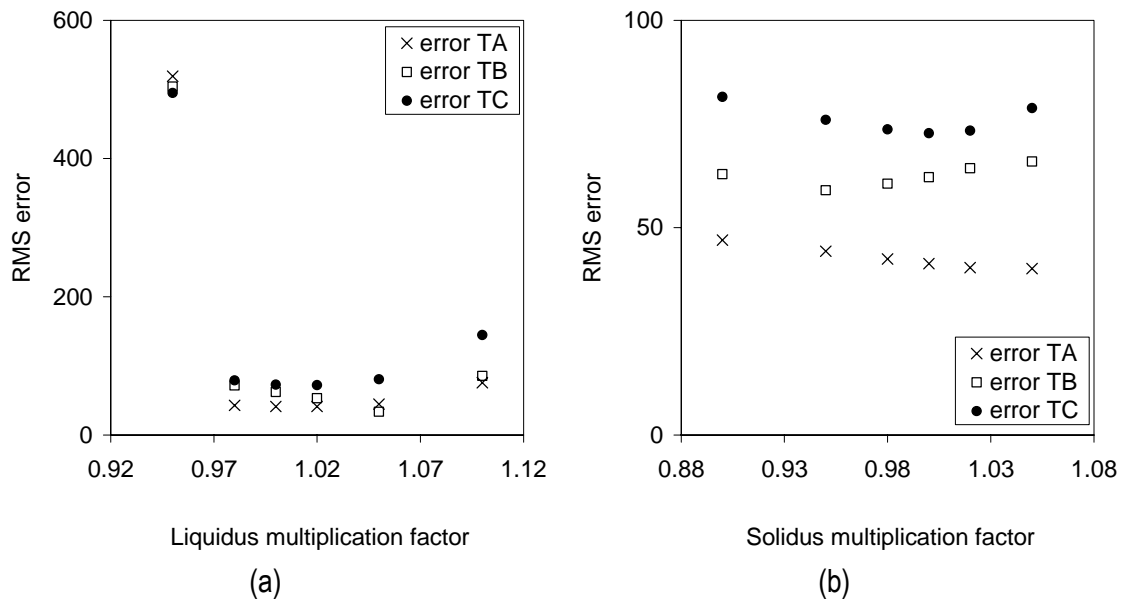 600
400
200
0
RMS error
error TA
error TB
error TC
0.92 0.97 1.02 1.07 1.12
Liquidus multiplication factor
(a)
100
50
0
RMS error
error TA
error TB
error TC
0.88 0.93 0.98 1.03 1.08
Solidus multiplication factor
(b)